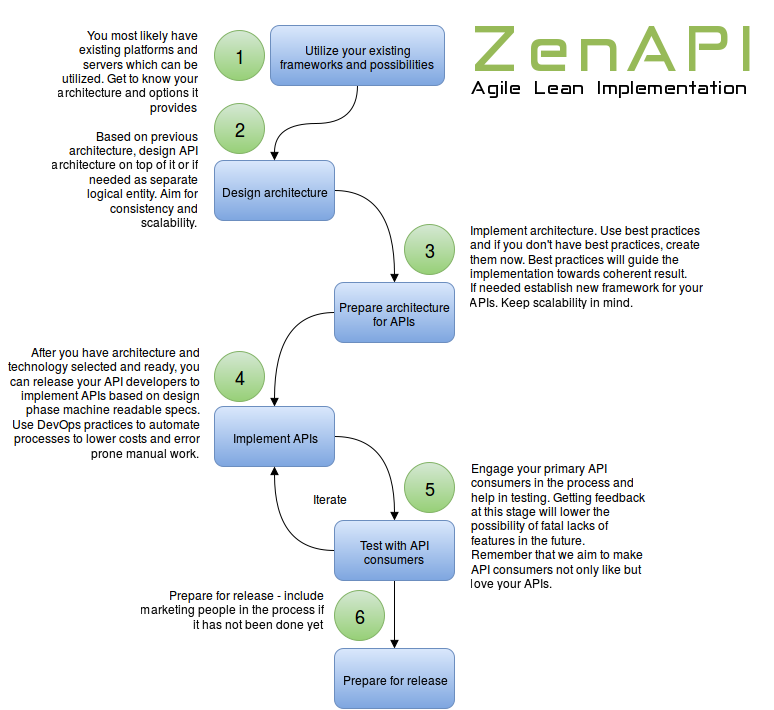 ZenAPI
Agile Lean Implementation
You most likely have
existing platforms and
servers which can be
utilized. Get to know your
architecture and options it
provides
1
Utilize your existing
frameworks and possibilities
2
Based on previous
architecture, design API
architecture on top of it or if
needed as separate
logical entity. Aim for
consistency and
scalability.
Design architecture
3
Implement architecture. Use best practices
and if you don't have best practices, create
them now. Best practices will guide the
implementation towards coherent result.
If needed establish new framework for your
APIs. Keep scalability in mind.
Prepare architecture
for APIs
After you have architecture and
technology selected and ready, you
can release your API developers to
implement APIs based on design
phase machine readable specs.
Use DevOps practices to automate
processes to lower costs and error
prone manual work.
4
Implement APIs
Iterate
5
Engage your primary API
consumers in the process and
help in testing. Getting feedback
at this stage will lower the
possibility of fatal lacks of
features in the future.
Remember that we aim to make
API consumers not only like but
love your APIs.
Test with API
consumers
Prepare for release - include
marketing people in the process if
it has not been done yet
6
Prepare for release